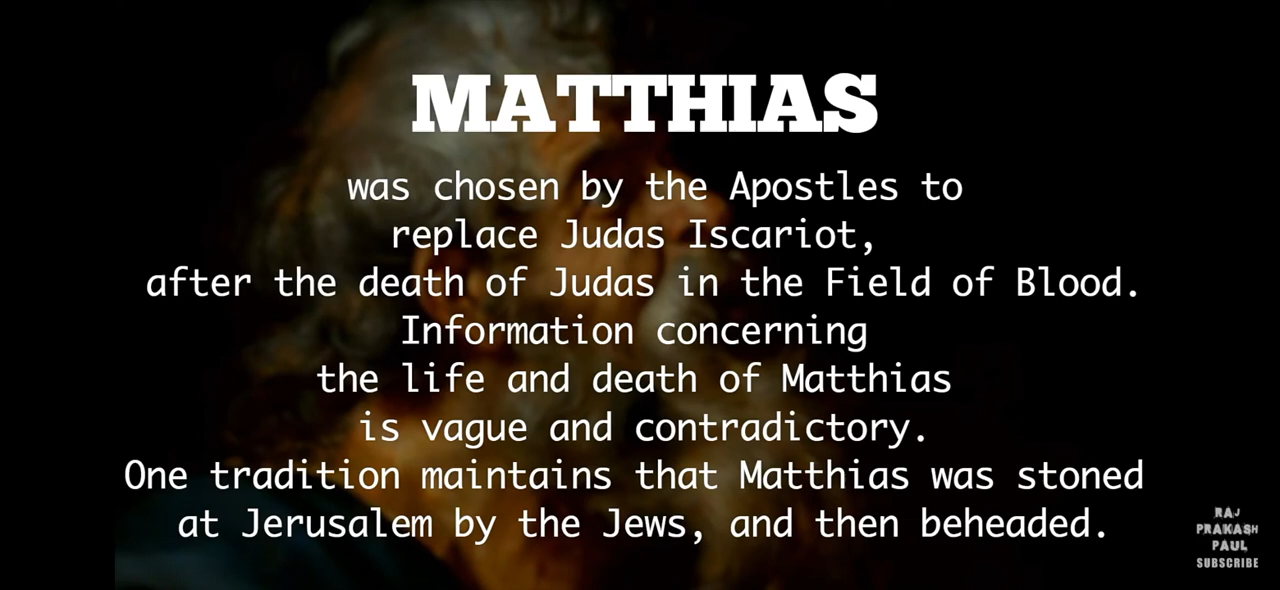 MATTHIAS
was chosen by the Apostles to
replace Judas Iscariot,
after the death of Judas in the Field of Blood.
Information concerning
the life and death of Matthias
is vague and contradictory.
One tradition maintains that Matthias was stoned
at Jerusalem by the Jews, and then beheaded.
RAJ
PRAKASH
PAUL
SUBSCRIBE